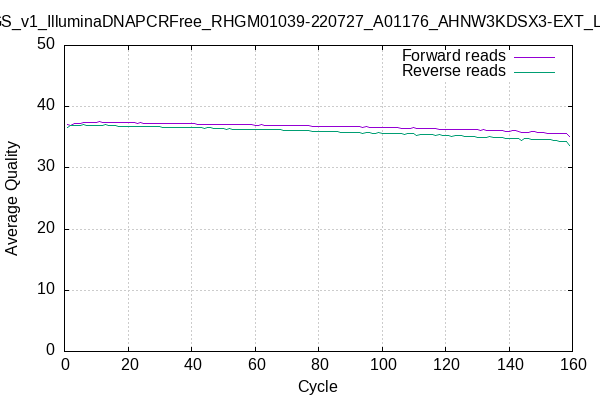 S_v1_IlluminaDNAPCRFree_RHGM01039-220727_A01176_AHNW3KDSX3-EXT_L
Forward reads
Reverse reads
50
40
30
20
10
0
Average Quality
0 20 40 60 80 100 120 140 160
Cycle